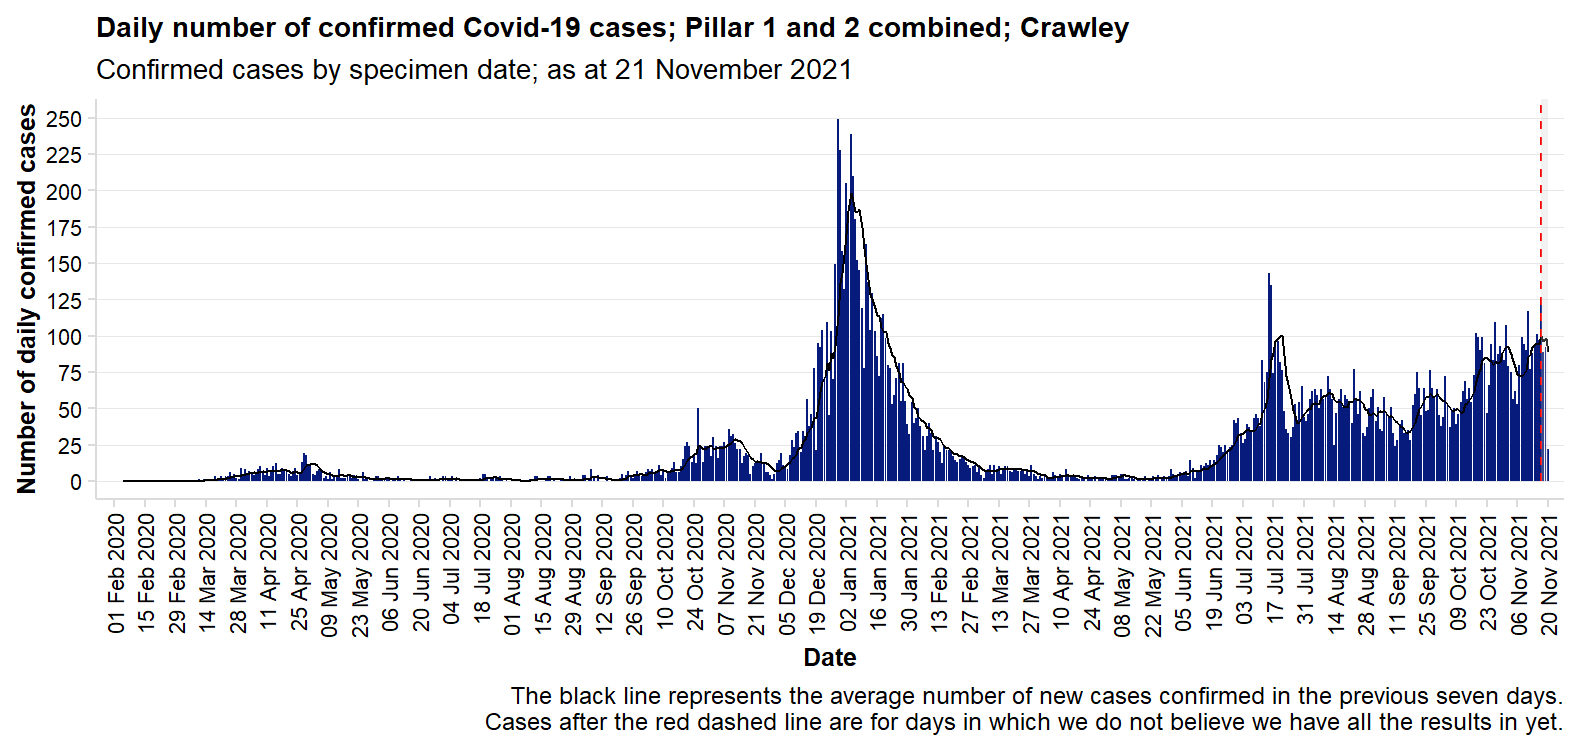 Daily number of confirmed Covid-19 cases; Pillar 1 and 2 combined; Crawley
Confirmed cases by specimen date; as at 21 November 2021
Number of daily confirmed cases
250
225
200
175
150
125
100
75
50
25
0
01 Feb 2020
15 Feb 2020
29 Feb 2020
14 Mar 2020
28 Mar 2020
11 Apr 2020
25 Apr 2020
09 May 2020
23 May 2020
06 Jun 2020
20 Jun 2020
04 Jul 2020
18 Jul 2020
01 Aug 2020
15 Aug 2020
29 Aug 2020
12 Sep 2020
26 Sep 2020
10 Oct 2020
24 Oct 2020
07 Nov 2020
21 Nov 2020
05 Dec 2020
19 Dec 2020
02 Jan 2021
16 Jan 2021
30 Jan 2021
13 Feb 2021
27 Feb 2021
13 Mar 2021
27 Mar 2021
10 Apr 2021
24 Apr 2021
08 May 2021
22 May 2021
05 Jun 2021
19 Jun 2021
03 Jul 2021
17 Jul 2021
31 Jul 2021
14 Aug 2021
28 Aug 2021
11 Sep 2021
25 Sep 2021
09 Oct 2021
23 Oct 2021
06 Nov 2021
20 Nov 2021
Date
The black line represents the average number of new cases confirmed in the previous seven days.
Cases after the red dashed line are for days in which we do not believe we have all the results in yet.